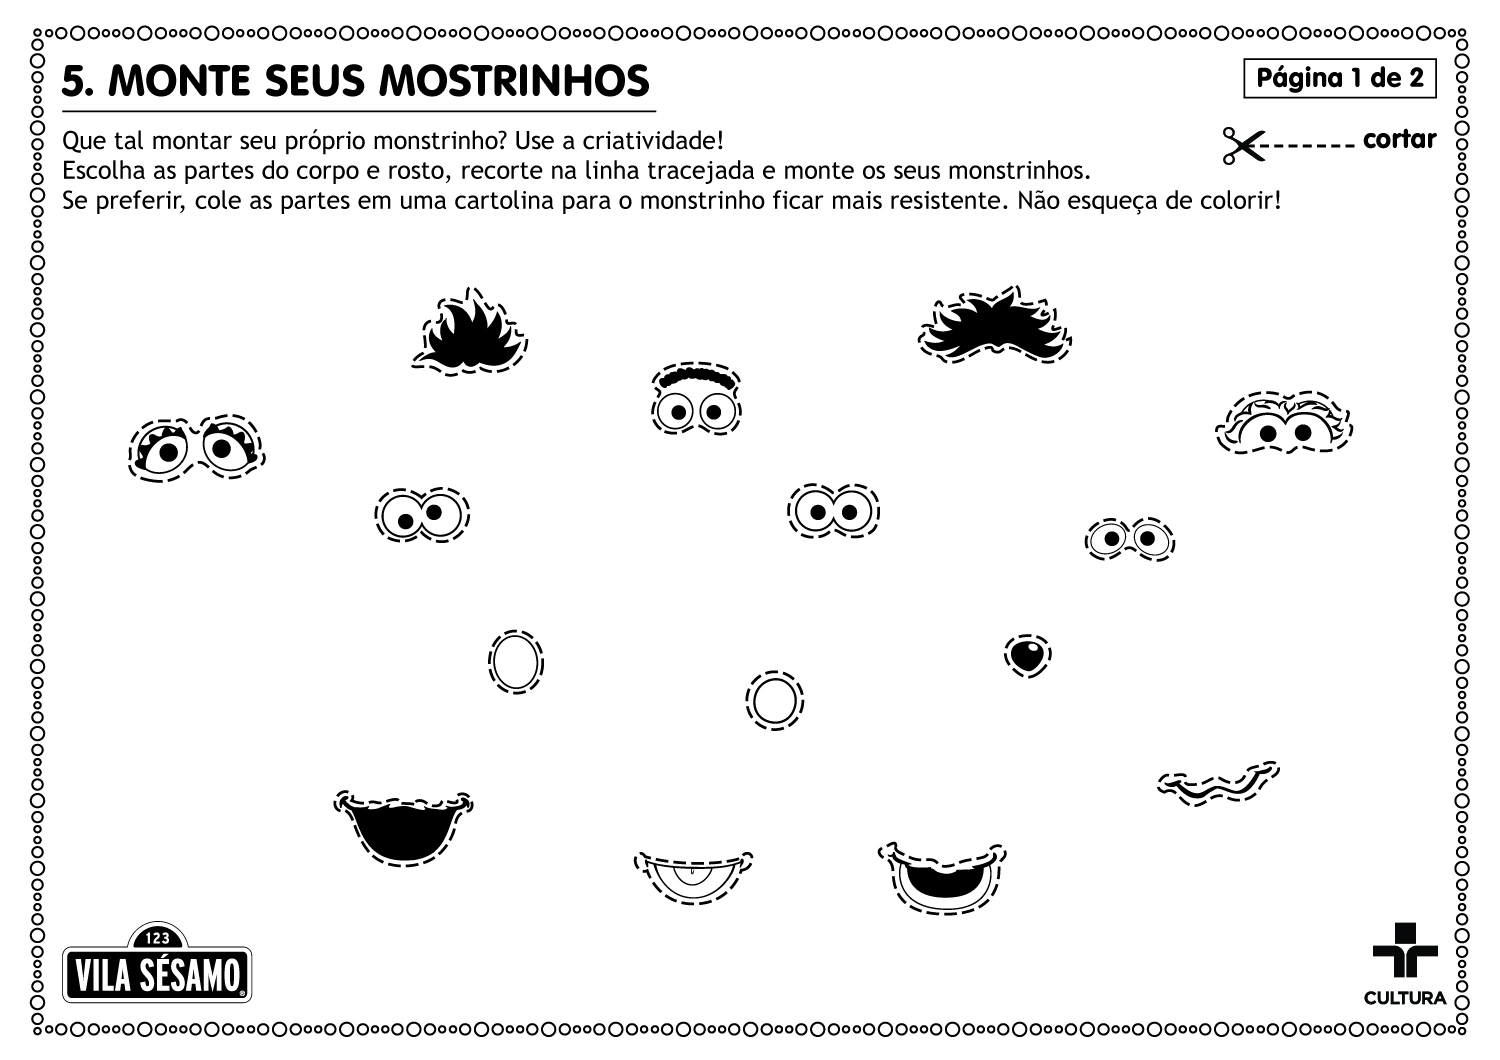 5. MONTE SEUS MOSTRINHOS
Página 1 de 2
Que tal montar seu próprio monstrinho? Use a criatividade!
cortar
Escolha as partes do corpo e rosto, recorte na linha tracejada e monte os seus monstrinhos.
Se preferir, cole as partes em uma cartolina para o monstrinho ficar mais resistente. Não esqueça de colorir!
123
VILA SÉSAMO®
CULTURA